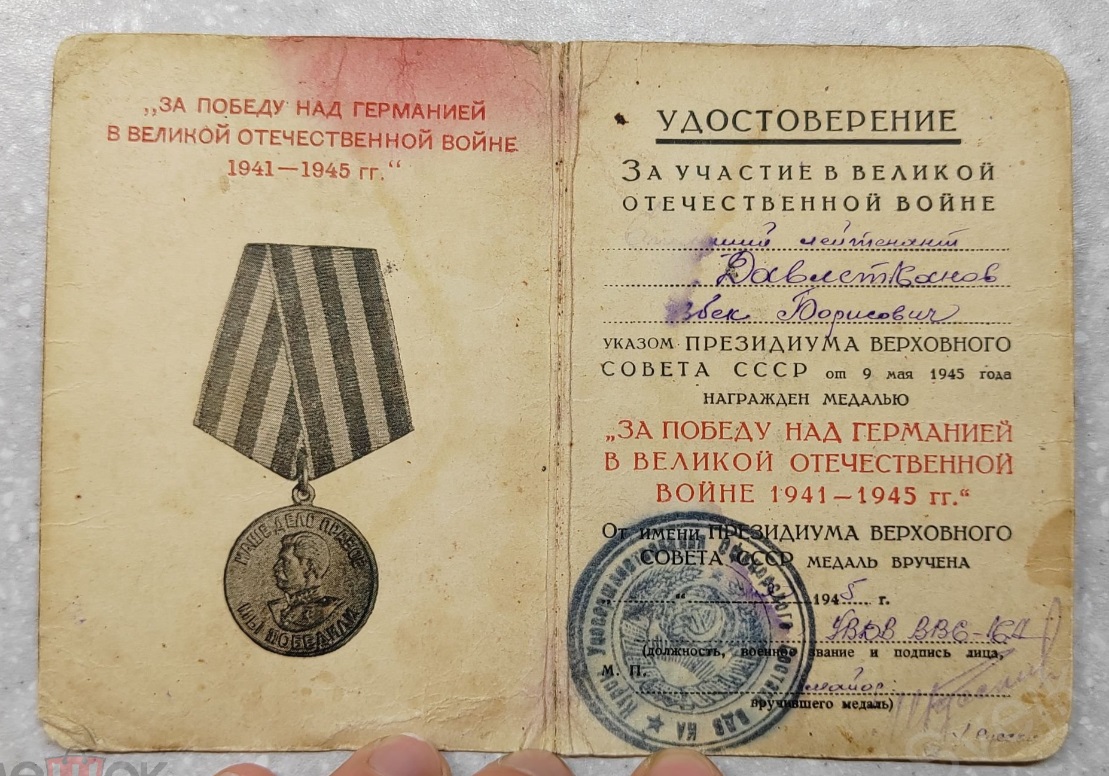 „ЗА ПОБЕДУ НАД ГЕРМАНИЕЙ
В ВЕЛИКОЙ ОТЕЧЕСТВЕННОЙ ВОЙНЕ
1941—1945 гг.“
НАШЕ ДЕЛО ПРАВОЕ
МЫ ПОБЕДИЛИ
УДОСТОВЕРЕНИЕ
ЗА УЧАСТИЕ В ВЕЛИКОЙ
ОТЕЧЕСТВЕННОЙ ВОЙНЕ
лейтенант
Борисович
УКАЗОМ ПРЕЗИДИУМА ВЕРХОВНОГО
СОВЕТА СССР от 9 мая 1945 года
НАГРАЖДЕН МЕДАЛЬЮ
„ЗА ПОБЕДУ НАД ГЕРМАНИЕЙ
В ВЕЛИКОЙ ОТЕЧЕСТВЕННОЙ
ВОЙНЕ 1941—1945 гг.“
От имени ПРЕЗИДИУМА ВЕРХОВНОГО
СОВЕТА СССР МЕДАЛЬ ВРУЧЕНА
„ “ 1945 г.
(должность, военное звание и подпись лица,
М. П. майор
вручившего медаль)